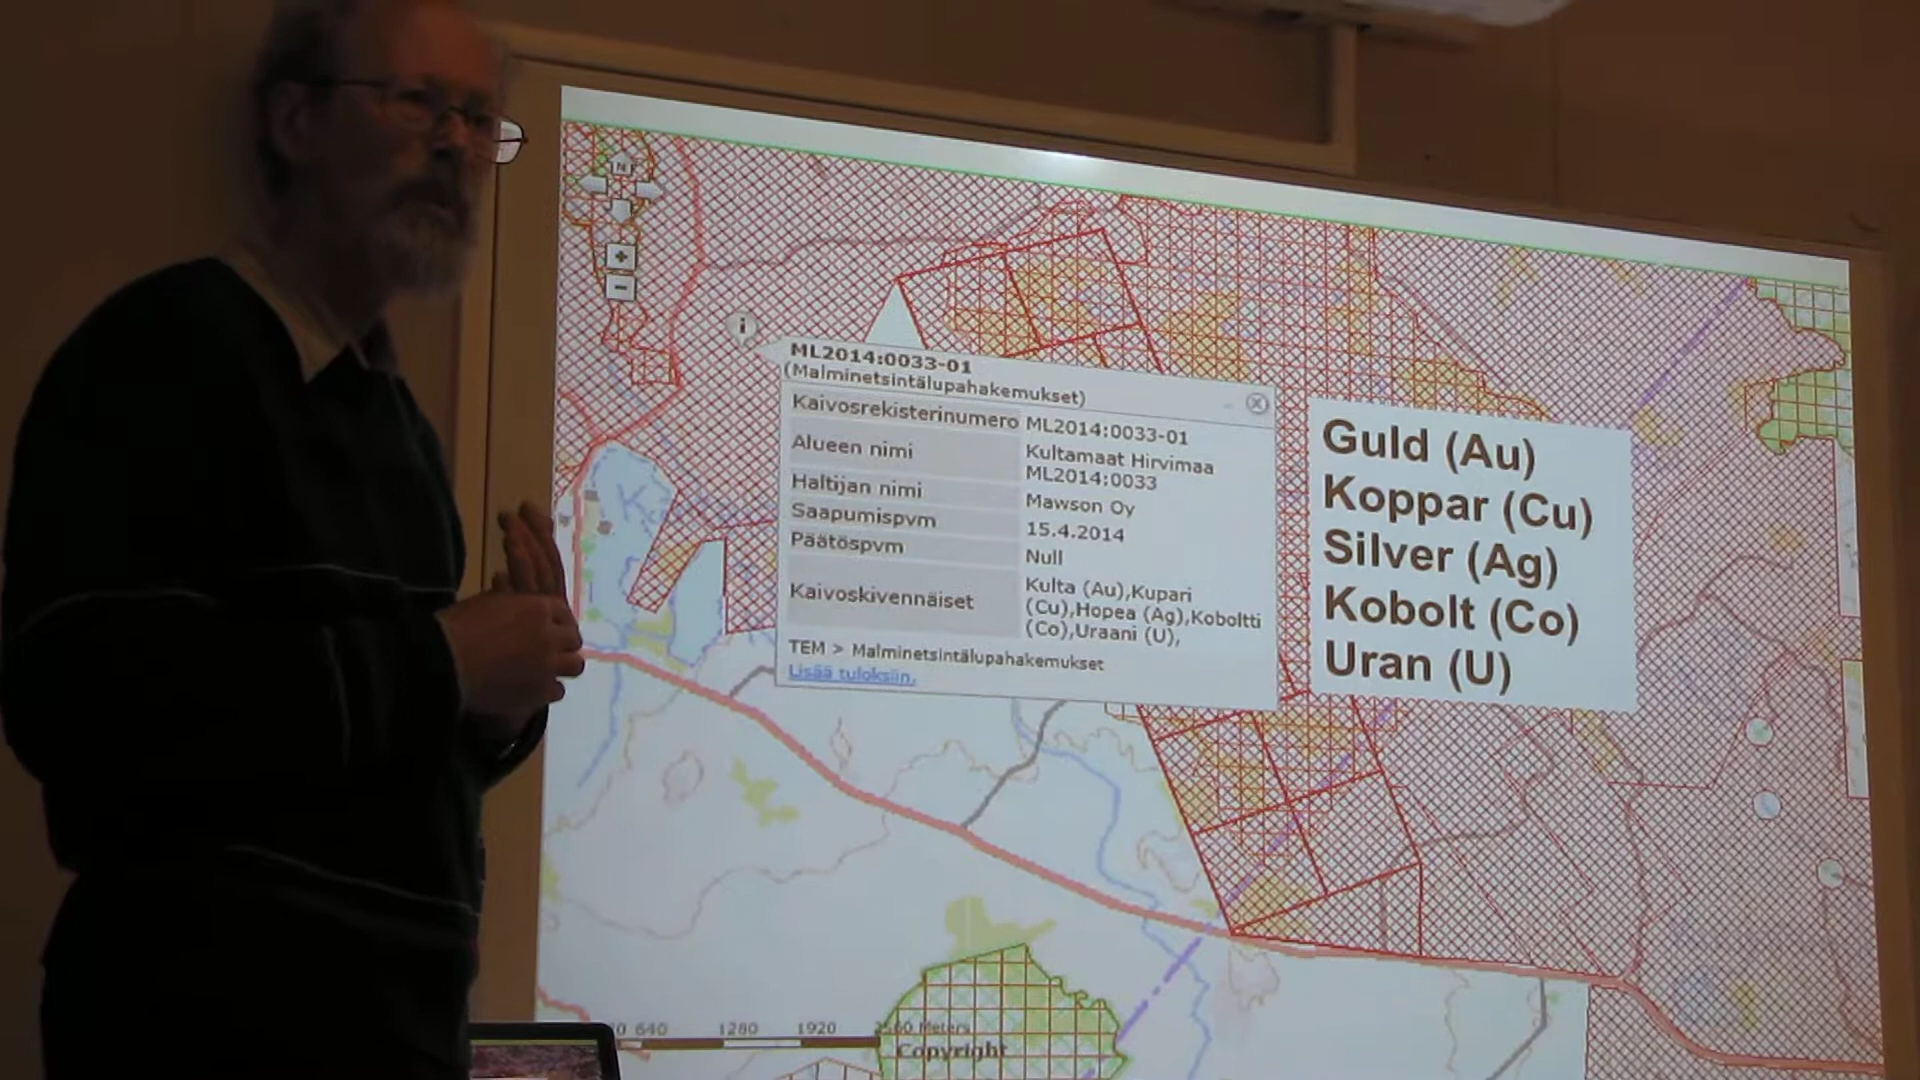 N
+
-
i
ML2014:0033-01
(Malminetsintälupahakemukset)
Kaivosrekisterinumero ML2014:0033-01
Alueen nimi Kultamaat Hirvimaa
ML2014:0033
Haltijan nimi Mawson Oy
Saapumispvm 15.4.2014
Päätöspvm Null
Kaivoskivennäiset Kulta (Au),Kupari
(Cu),Hopea (Ag),Koboltti
(Co),Uraani (U),
TEM > Malminetsintälupahakemukset
Lisää tuloksiin.
Guld (Au)
Koppar (Cu)
Silver (Ag)
Kobolt (Co)
Uran (U)
0 640 1280 1920 2560 Meters
Copyright